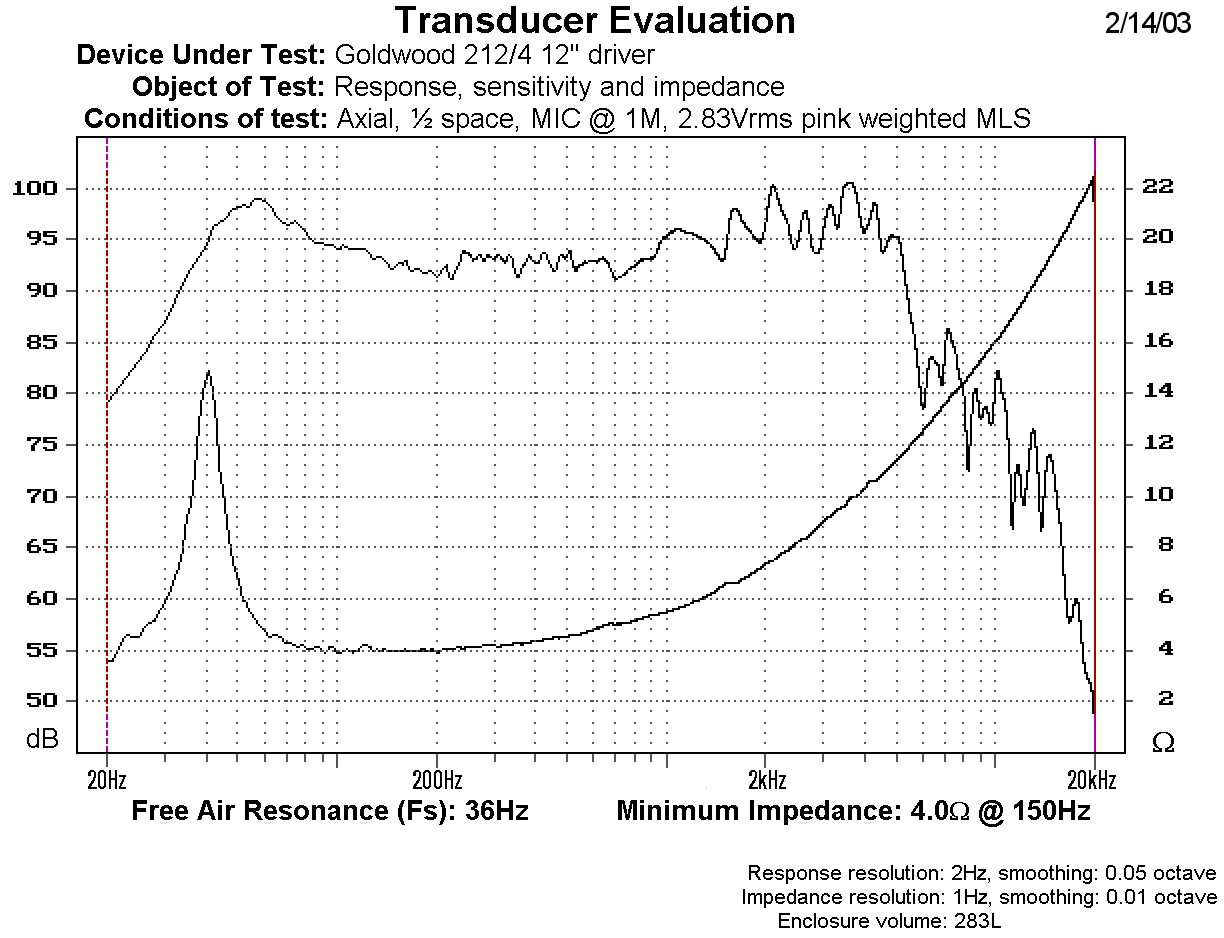 Transducer Evaluation 2/14/03
Device Under Test: Goldwood 212/4 12" driver
Object of Test: Response, sensitivity and impedance
Conditions of test: Axial, ½ space, MIC @ 1M, 2.83Vrms pink weighted MLS
100 22
95 20
90 18
85 16
80 14
75 12
70 10
65 8
60 6
55 4
50 2
dB Ω
20Hz 200Hz 2kHz 20kHz
Free Air Resonance (Fs): 36Hz Minimum Impedance: 4.0Ω @ 150Hz
Response resolution: 2Hz, smoothing: 0.05 octave
Impedance resolution: 1Hz, smoothing: 0.01 octave
Enclosure volume: 283L